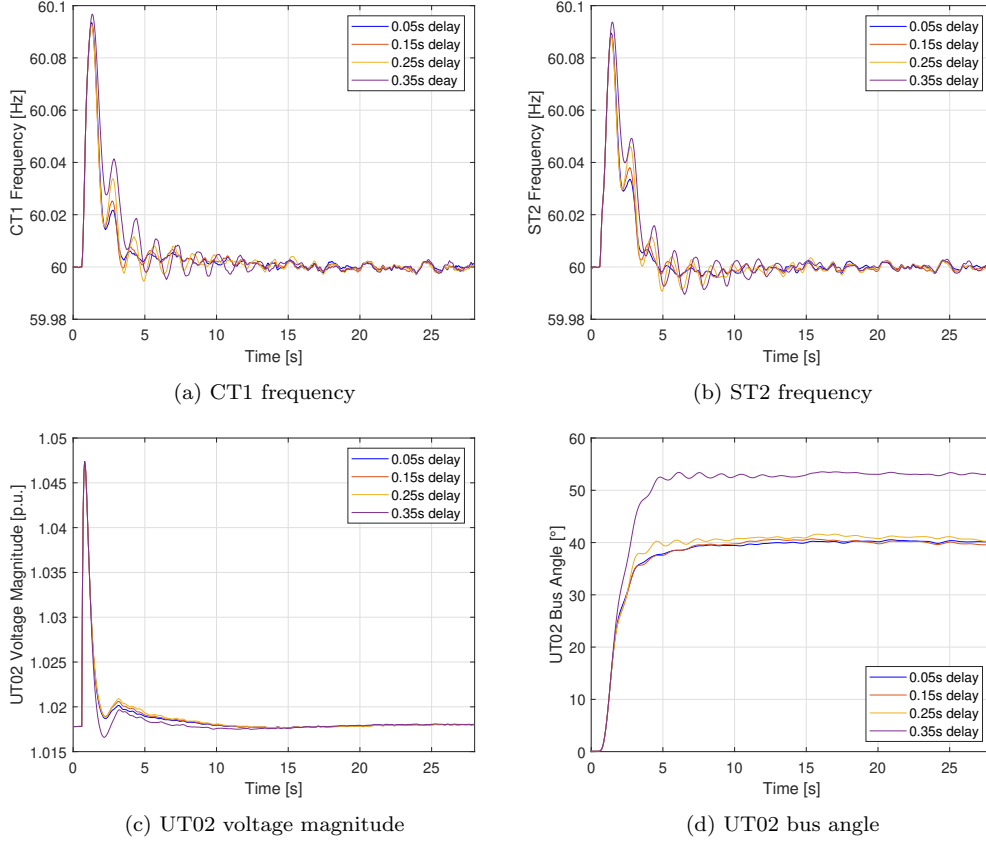 60.1
60.08
60.06
60.04
60.02
60
59.98
CT1 Frequency [Hz]
0.05s delay
0.15s delay
0.25s delay
0.35s deay
0 5 10 15 20 25
Time [s]
(a) CT1 frequency
60.1
60.08
60.06
60.04
60.02
60
59.98
ST2 Frequency [Hz]
0.05s delay
0.15s delay
0.25s delay
0.35s delay
0 5 10 15 20 25
Time [s]
(b) ST2 frequency
1.05
1.045
1.04
1.035
1.03
1.025
1.02
1.015
UT02 Voltage Magnitude [p.u.]
0.05s delay
0.15s delay
0.25s delay
0.35s delay
0 5 10 15 20 25
Time [s]
(c) UT02 voltage magnitude
60
50
40
30
20
10
0
UT02 Bus Angle [°]
0.05s delay
0.15s delay
0.25s delay
0.35s delay
0 5 10 15 20 25
Time [s]
(d) UT02 bus angle